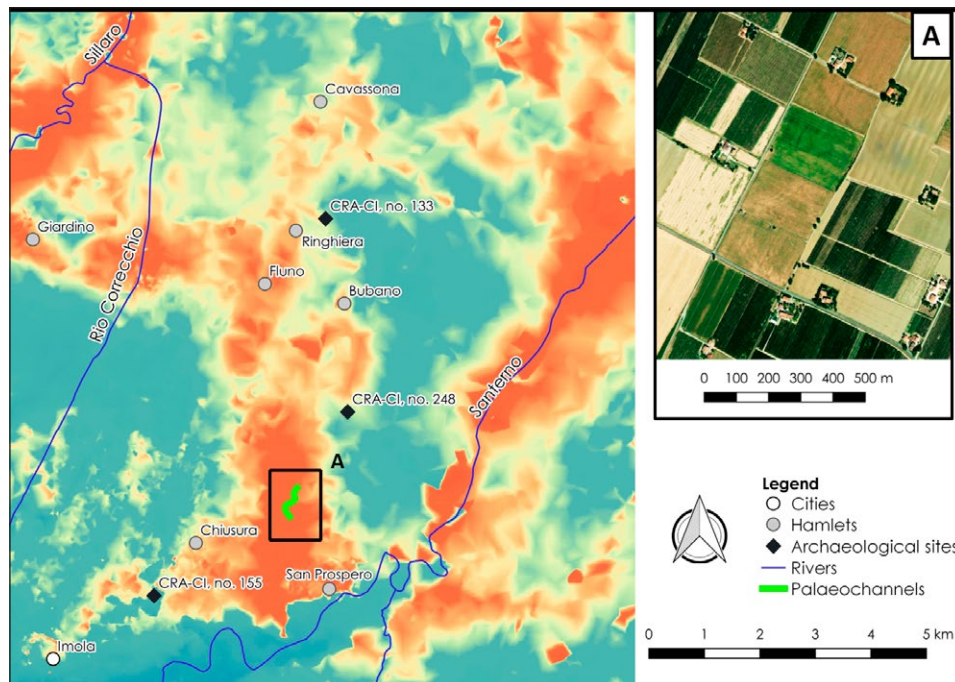 Sillaro
Cavassona
CRA-CI, no. 133
Giardino
Ringhiera
Rio Correcchio
Fluno
Bubano
Santerno
CRA-CI, no. 248
A
Chiusura
CRA-CI, no. 155
San Prospero
Imola
A
0 100 200 300 400 500 m
Legend
Cities
Hamlets
Archaeological sites
Rivers
Palaeochannels
0 1 2 3 4 5 km